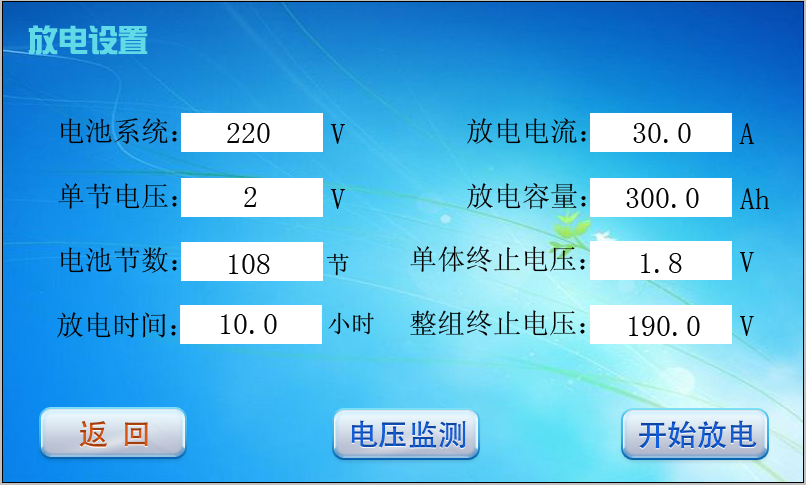 放电设置
电池系统： 220 V 放电电流： 30.0 A
单节电压： 2 V 放电容量： 300.0 Ah
电池节数： 108 节 单体终止电压： 1.8 V
放电时间： 10.0 小时 整组终止电压： 190.0 V
返回 电压监测 开始放电